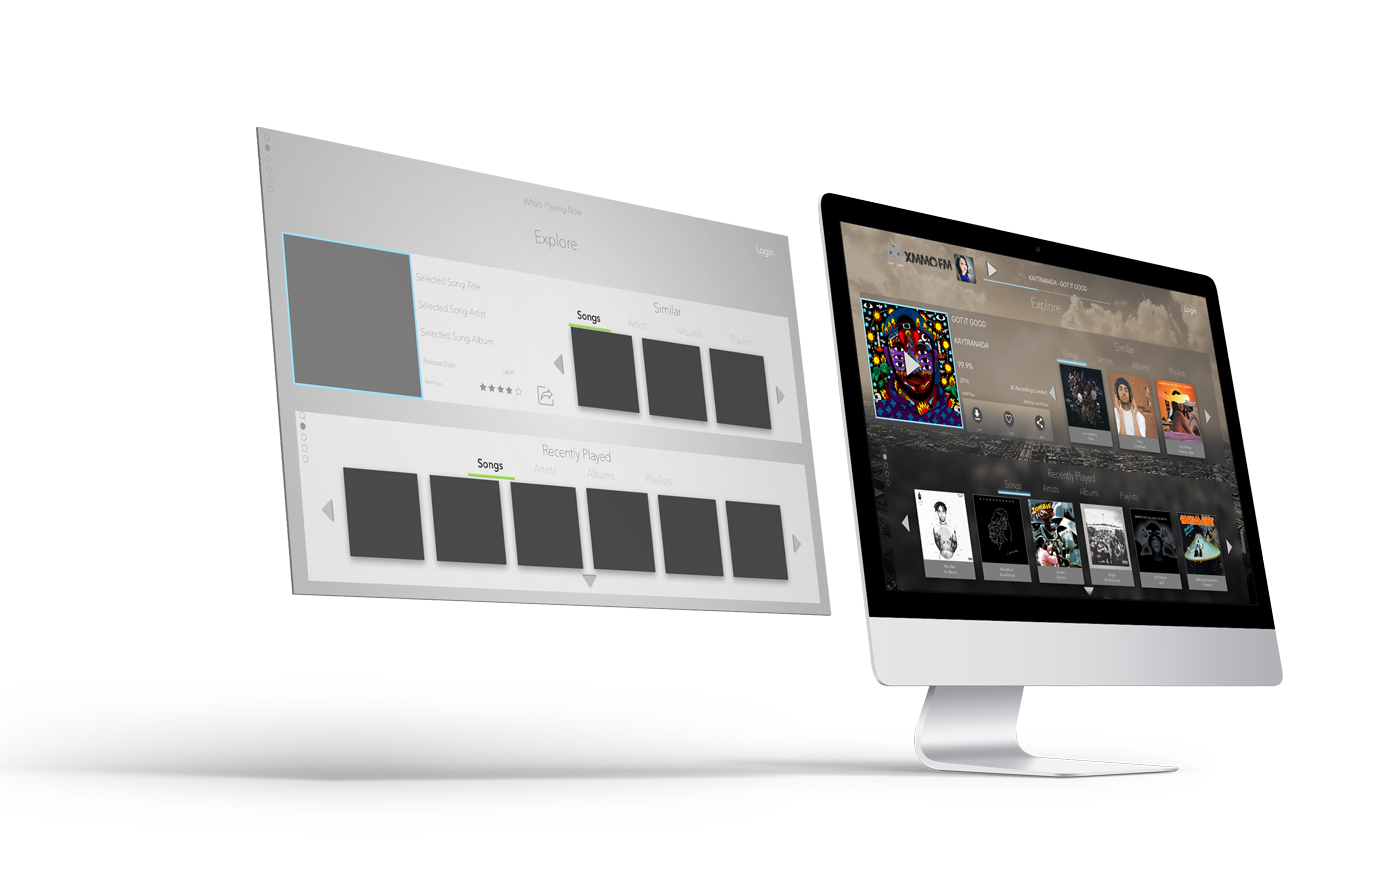 Whats Playing Now
Explore
Login
Selected Song Title
Selected Song Artist
Selected Song Album
Release Date
Label
Similar
Songs
Artists
Albums
Playlists
Recently Played
Songs
Artists
Albums
Playlists
XMMO FM
KAYTRANADA - GOT IT GOOD
Explore
Login
GOT IT GOOD
KAYTRANADA
99.9%
2016
XL Recordings Limited
Similar
Songs
Artists
Albums
Playlists
Recently Played
Songs
Artists
Albums
Playlists